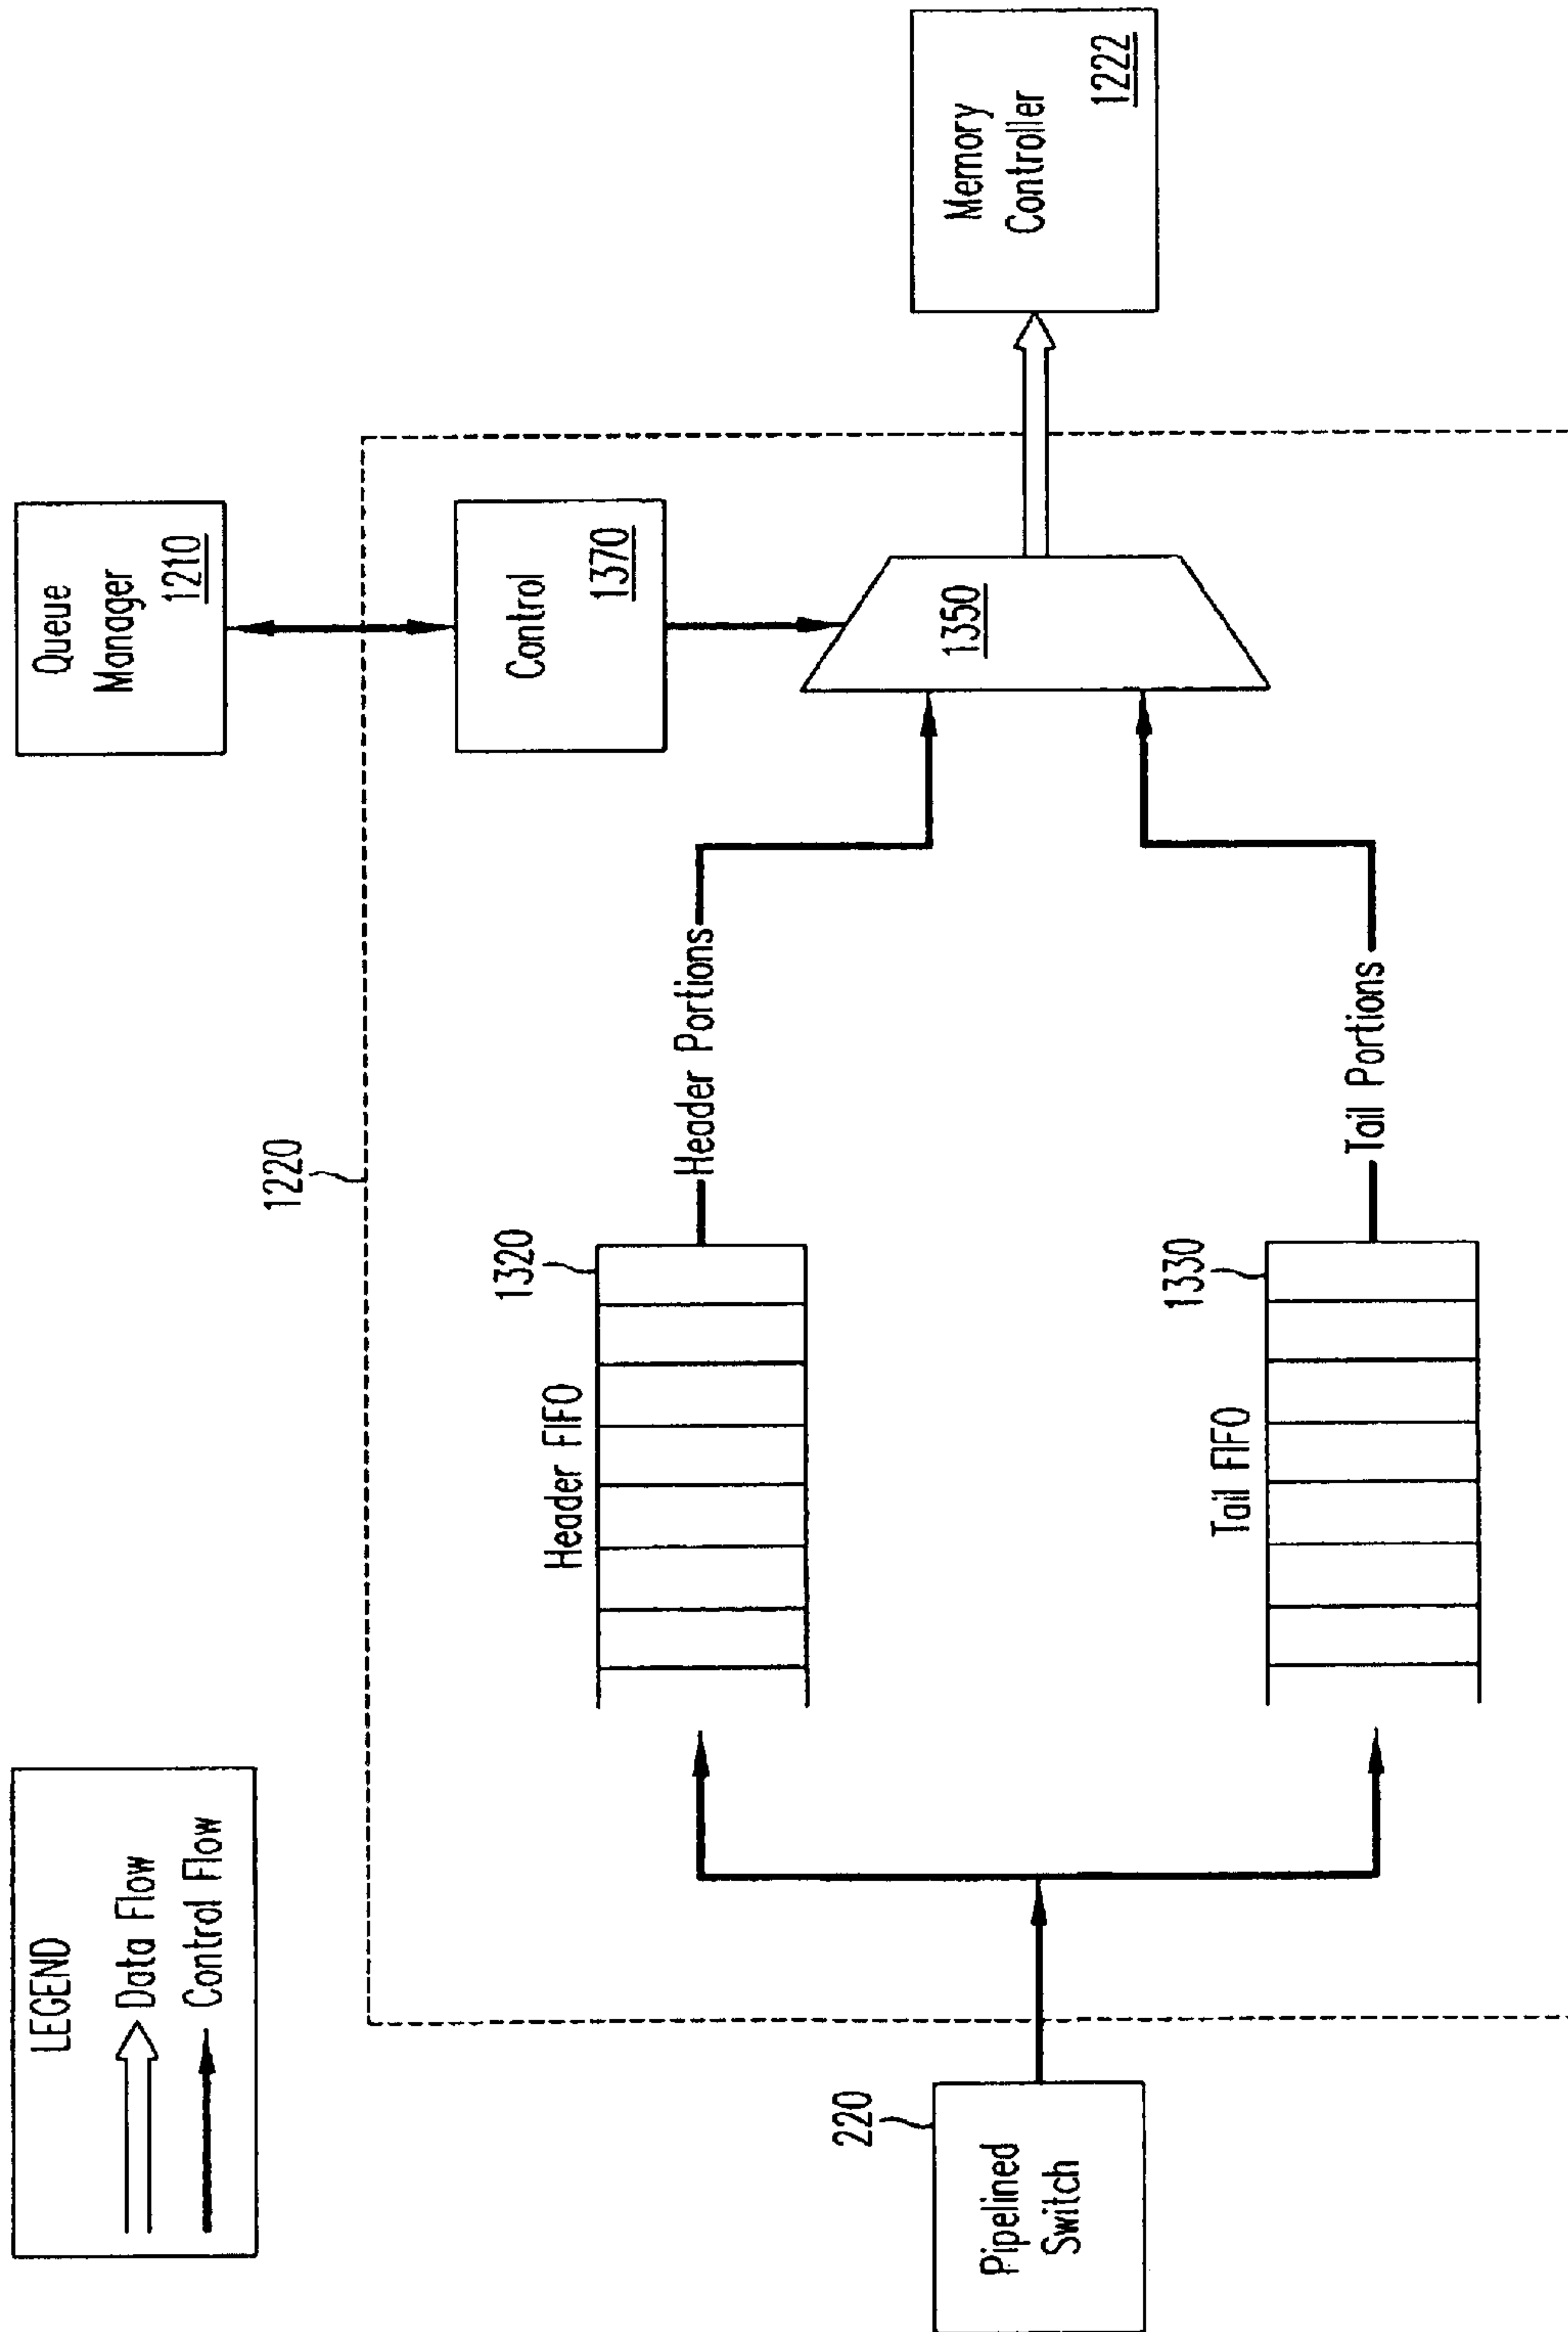 LEGEND
Data Flow
Control Flow
Queue
Manager
1210
1220
Control
1370
Header FIFO
1320
Header Portions
220
Pipelined
Switch
1350
Memory
Controller
1222
Tail FIFO
1330
Tail Portions